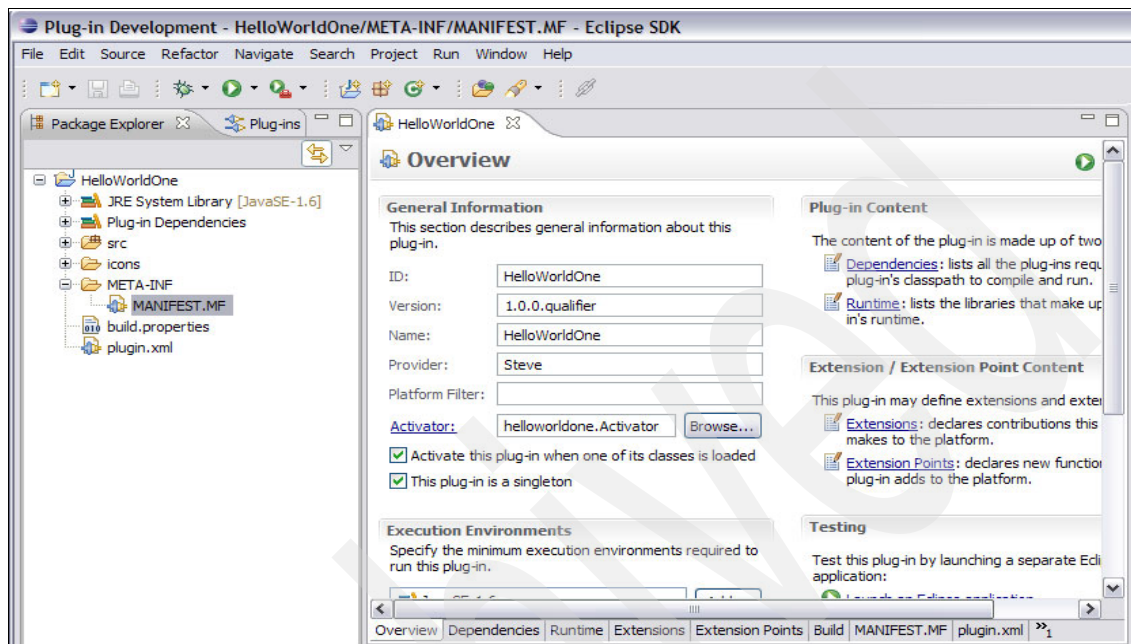 Plug-in Development - HelloWorldOne/META-INF/MANIFEST.MF - Eclipse SDK
File Edit Source Refactor Navigate Search Project Run Window Help
Package Explorer
Plug-ins
HelloWorldOne
JRE System Library [JavaSE-1.6]
Plug-in Dependencies
src
icons
META-INF
MANIFEST.MF
build.properties
plugin.xml
HelloWorldOne
Overview
General Information
This section describes general information about this
plug-in.
ID: HelloWorldOne
Version: 1.0.0.qualifier
Name: HelloWorldOne
Provider: Steve
Platform Filter:
Activator: helloworldone.Activator Browse...
Activate this plug-in when one of its classes is loaded
This plug-in is a singleton
Execution Environments
Specify the minimum execution environments required to
run this plug-in.
Plug-in Content
The content of the plug-in is made up of two
Dependencies: lists all the plug-ins requ
plug-in's classpath to compile and run.
Runtime: lists the libraries that make up
in's runtime.
Extension / Extension Point Content
This plug-in may define extensions and exter
Extensions: declares contributions this
makes to the platform.
Extension Points: declares new function
plug-in adds to the platform.
Testing
Test this plug-in by launching a separate Ecli
application:
Overview Dependencies Runtime Extensions Extension Points Build MANIFEST.MF plugin.xml »1